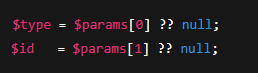 $type = $params[0] ?? null;
$id   = $params[1] ?? null;